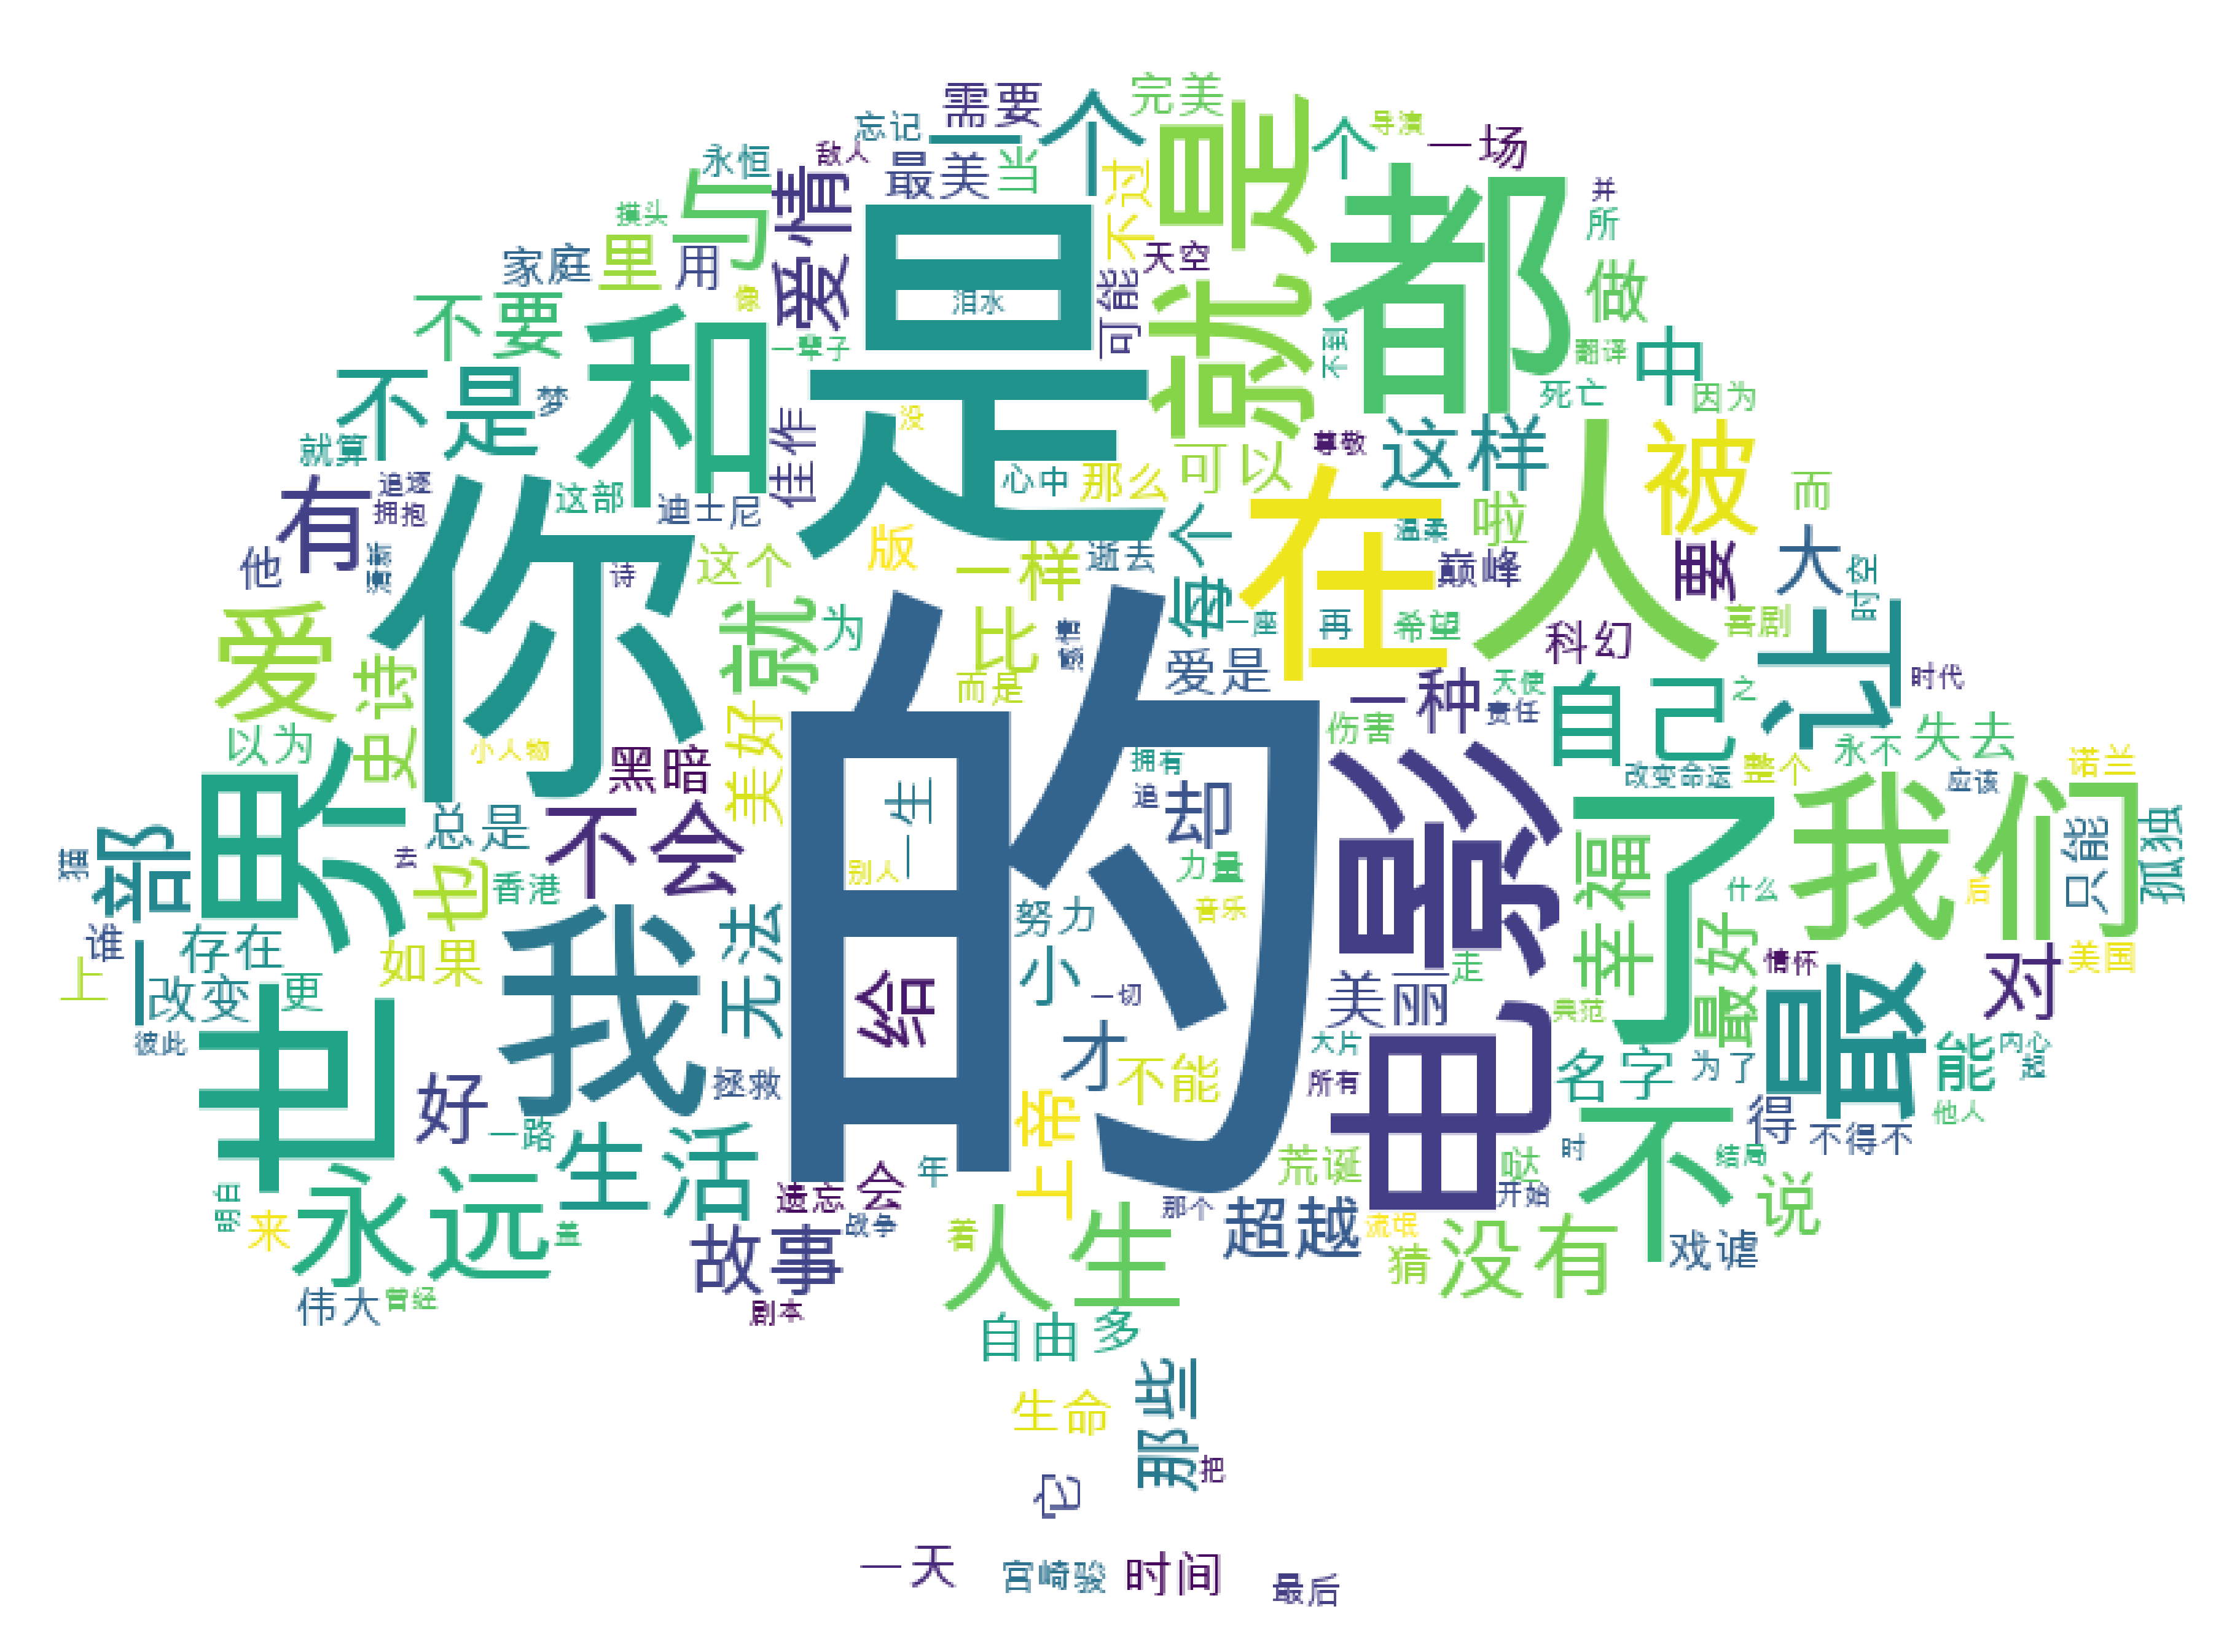 需要
一个
完美
忘记
导演
永恒
敌人
最美
当
不过
就是
个
一场
摸头
与
爱情
是
都
并
所
家庭
里
用
天空
可能
泪水
做
不要
和
一辈子
不到
翻译
中
不是
梦
佳作
没
死亡
因为
就算
有
追逐
拥抱
这部
迪士尼
心中
那么
可以
尊敬
这样
人
啦
被
而
他
清新
你
诗
这个
版
一样
逝去
每个
在
温柔
巅峰
要
大
时空
爱
史诗
就
为
比
感情
一座
再
希望
科幻
喜剧
让
以为
小人物
黑暗
美好
而是
爱是
一种
天使
责任
之
时代
伤害
自己
永不
失去
世界
总是
不会
一生
的
拥有
追
却
电影
改变命运
整个
应该
诺兰
猫
一部
去
别人
力量
幸福
了
我们
只能
孤独
谁
也
香港
音乐
什么
后
上
存在
如果
我
无法
给
努力
小
走
最好
情怀
对
美国
改变
更
一切
美丽
典范
最
彼此
好
拯救
才
不能
大片
所有
名字
为了
能
内心
超
一路
生活
上帝
荒诞
哒
时
不
结局
得
不得不
他人
明白
来
永远
遗忘
会
年
那个
开始
说
盖
故事
战争
着
人生
超越
流氓
猜
没有
戏谑
伟大
曾经
剧本
自由
多
生命
那些
它
把
一天
宫崎骏
时间
最后